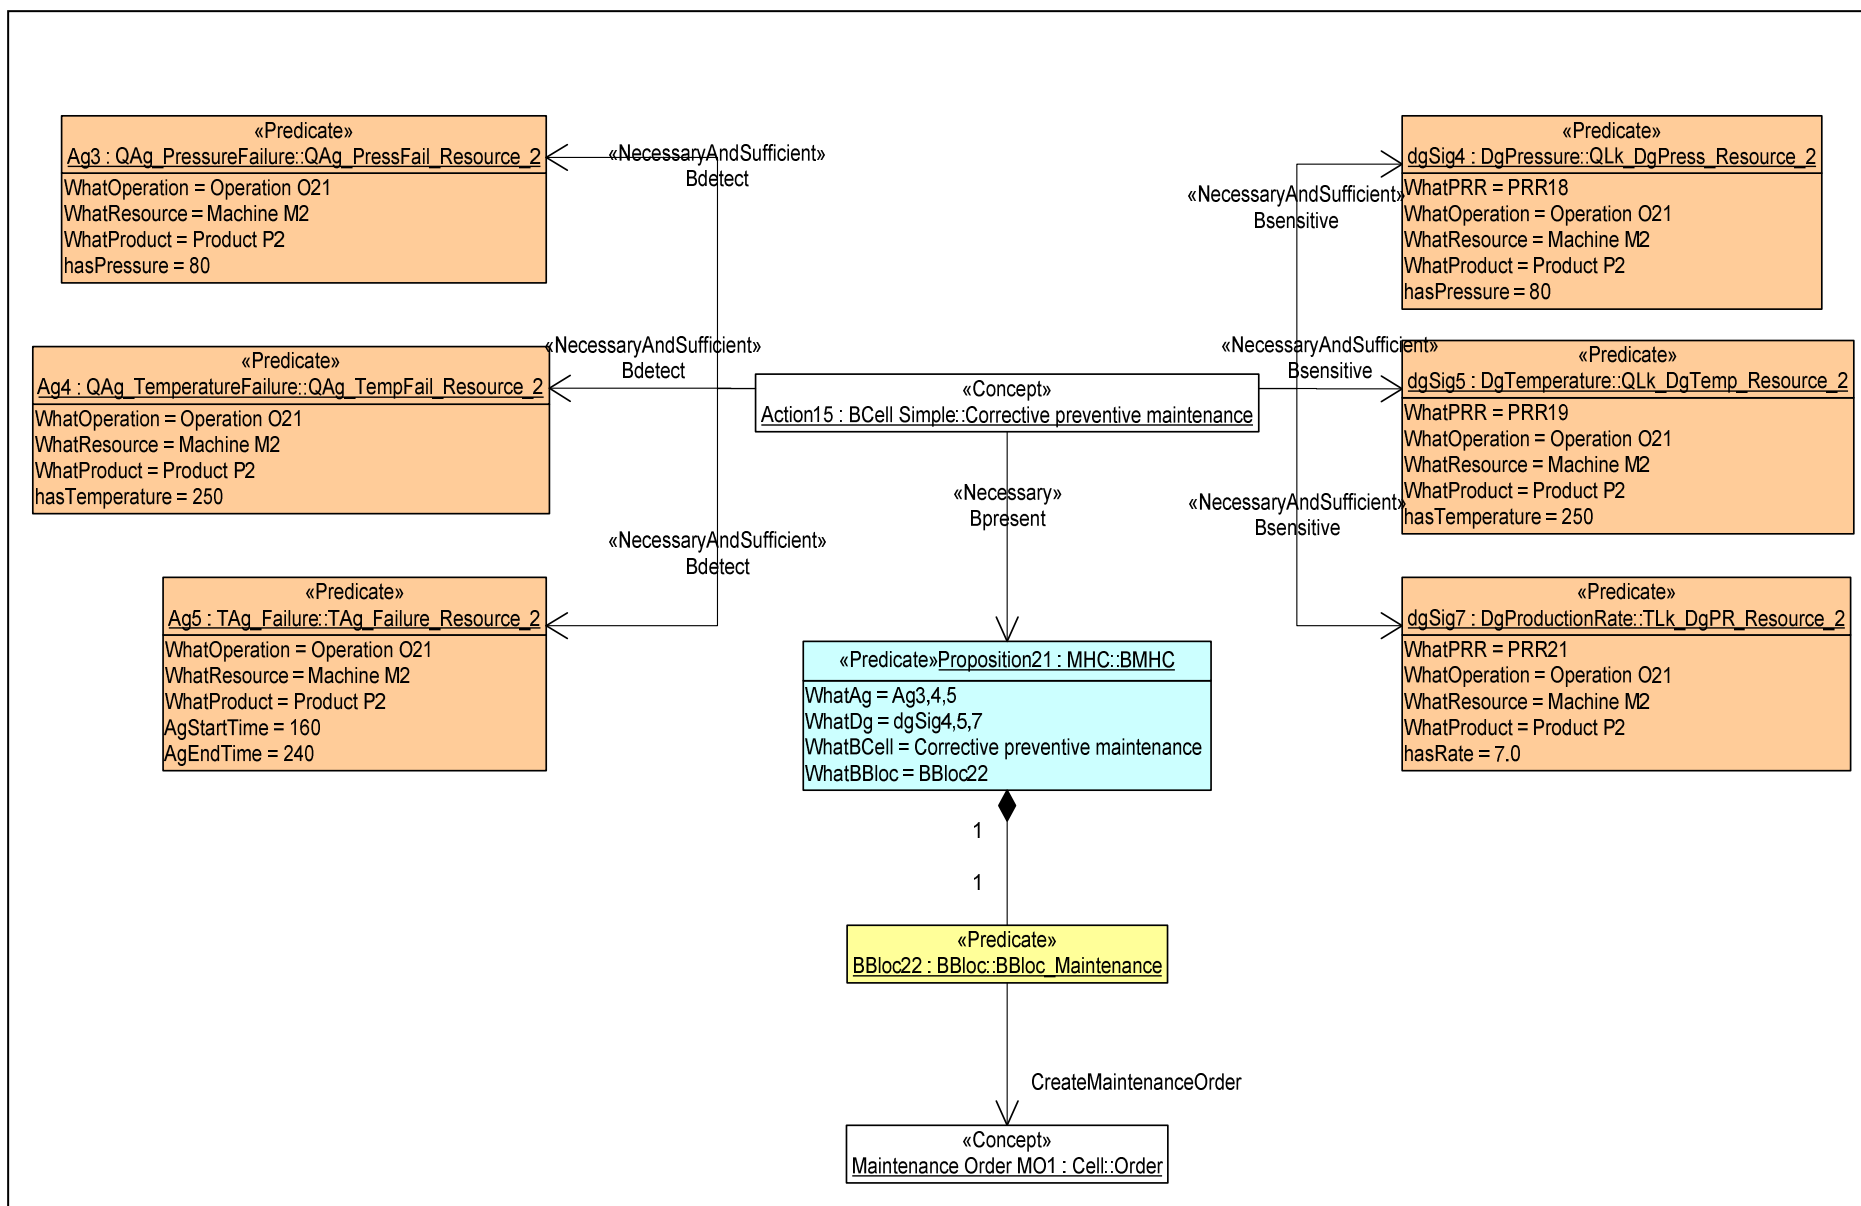 «Predicate»
Ag3 : QAg_PressureFailure::QAg_PressFail_Resource_2
WhatOperation = Operation O21
WhatResource = Machine M2
WhatProduct = Product P2
hasPressure = 80
«NecessaryAndSufficient»
Bdetect
«Predicate»
Ag4 : QAg_TemperatureFailure::QAg_TempFail_Resource_2
WhatOperation = Operation O21
WhatResource = Machine M2
WhatProduct = Product P2
hasTemperature = 250
«NecessaryAndSufficient»
Bdetect
«Predicate»
Ag5 : TAg_Failure::TAg_Failure_Resource_2
WhatOperation = Operation O21
WhatResource = Machine M2
WhatProduct = Product P2
AgStartTime = 160
AgEndTime = 240
«NecessaryAndSufficient»
Bdetect
«Concept»
Action15 : BCell Simple::Corrective preventive maintenance
«Necessary»
Bpresent
«Predicate»Proposition21 : MHC::BMHC
WhatAg = Ag3,4,5
WhatDg = dgSig4,5,7
WhatBCell = Corrective preventive maintenance
WhatBBloc = BBloc22
1
1
«Predicate»
BBloc22 : BBloc::BBloc_Maintenance
CreateMaintenanceOrder
«Concept»
Maintenance Order MO1 : Cell::Order
«NecessaryAndSufficient»
Bsensitive
«Predicate»
dgSig4 : DgPressure::QLk_DgPress_Resource_2
WhatPRR = PRR18
WhatOperation = Operation O21
WhatResource = Machine M2
WhatProduct = Product P2
hasPressure = 80
«NecessaryAndSufficient»
Bsensitive
«Predicate»
dgSig5 : DgTemperature::QLk_DgTemp_Resource_2
WhatPRR = PRR19
WhatOperation = Operation O21
WhatResource = Machine M2
WhatProduct = Product P2
hasTemperature = 250
«NecessaryAndSufficient»
Bsensitive
«Predicate»
dgSig7 : DgProductionRate::TLk_DgPR_Resource_2
WhatPRR = PRR21
WhatOperation = Operation O21
WhatResource = Machine M2
WhatProduct = Product P2
hasRate = 7.0